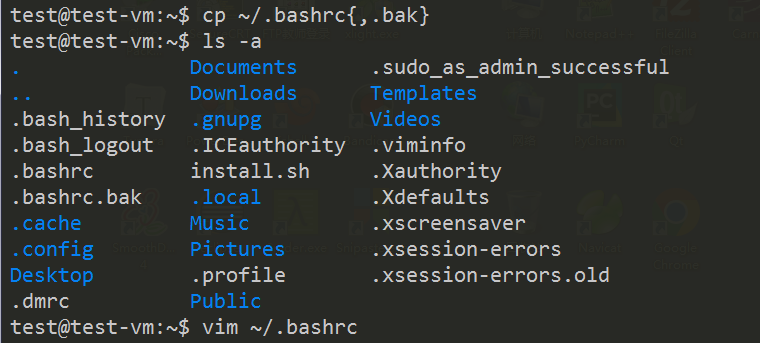 test@test-vm:~$ cp ~/.bashrc{,.bak}
test@test-vm:~$ ls -a
. Documents .sudo_as_admin_successful
.. Downloads Templates
.bash_history .gnupg Videos
.bash_logout .ICEauthority .viminfo
.bashrc install.sh .Xauthority
.bashrc.bak .local .Xdefaults
.cache Music .xscreensaver
.config Pictures .xsession-errors
Desktop .profile .xsession-errors.old
.dmrc Public
test@test-vm:~$ vim ~/.bashrc